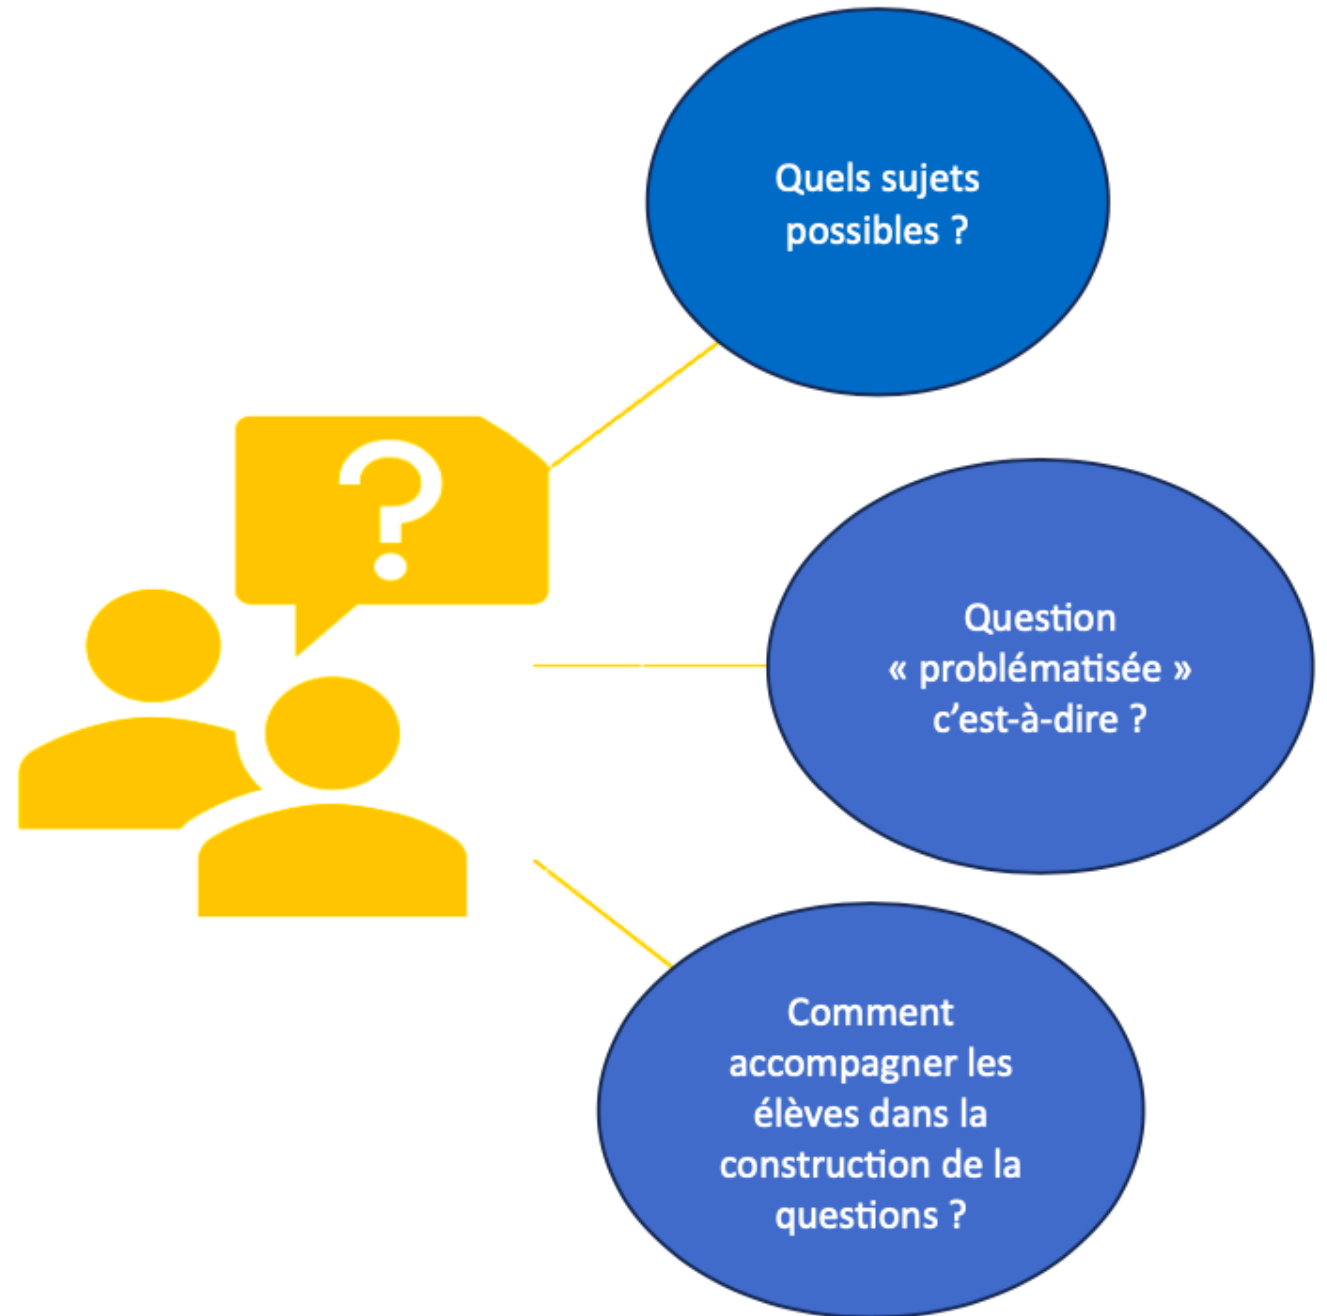 ?
Quels sujets
possibles ?
Question
« problématisée »
c’est-à-dire ?
Comment
accompagner les
élèves dans la
construction de la
questions ?